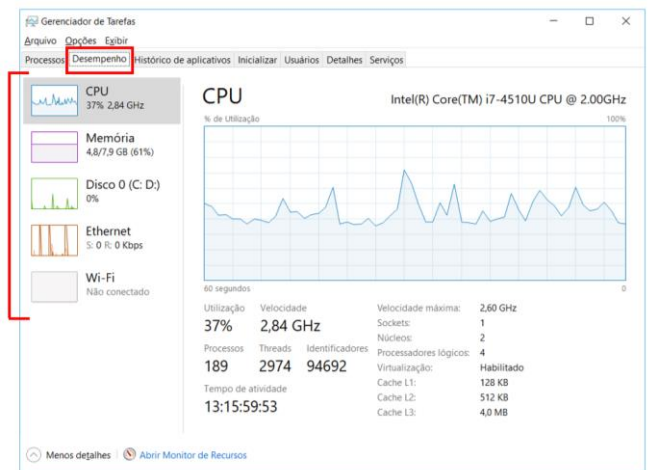 Gerenciador de Tarefas
Arquivo Opções Exibir
Processos Desempenho Histórico de aplicativos Inicializar Usuários Detalhes Serviços
CPU
37% 2,84 GHz
Memória
4,8/7,9 GB (61%)
Disco 0 (C: D:)
0%
Ethernet
S: 0 R: 0 Kbps
Wi-Fi
Não conectado
CPU Intel(R) Core(TM) i7-4510U CPU @ 2.00GHz
% de Utilização 100%
60 segundos 0
Utilização Velocidade
37% 2,84 GHz
Processos Threads Identificadores
189 2974 94692
Tempo de atividade
13:15:59:53
Velocidade máxima: 2,60 GHz
Sockets: 1
Núcleos: 2
Processadores lógicos: 4
Virtualização: Habilitado
Cache L1: 128 KB
Cache L2: 512 KB
Cache L3: 4,0 MB
Menos detalhes Abrir Monitor de Recursos